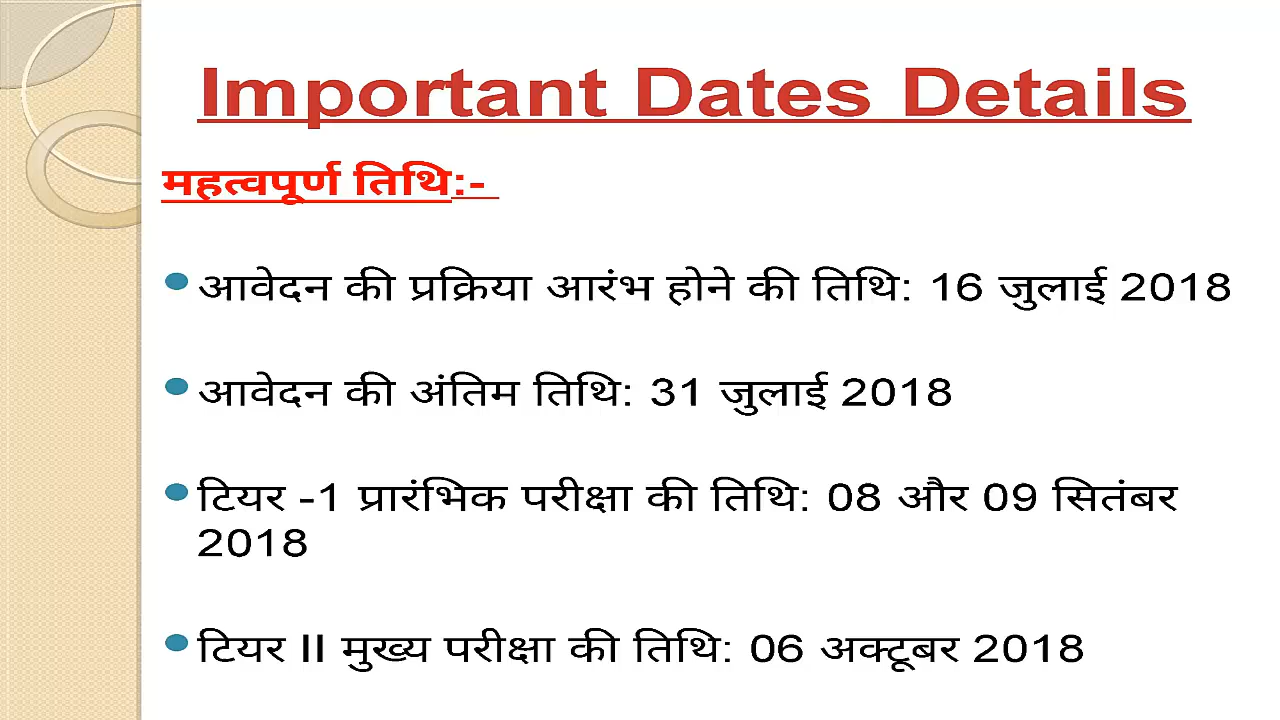 Important Dates Details
महत्वपूर्ण तिथि:-
आवेदन की प्रक्रिया आरंभ होने की तिथि: 16 जुलाई 2018
आवेदन की अंतिम तिथि: 31 जुलाई 2018
टियर -1 प्रारंभिक परीक्षा की तिथि: 08 और 09 सितंबर
2018
टियर II मुख्य परीक्षा की तिथि: 06 अक्टूबर 2018